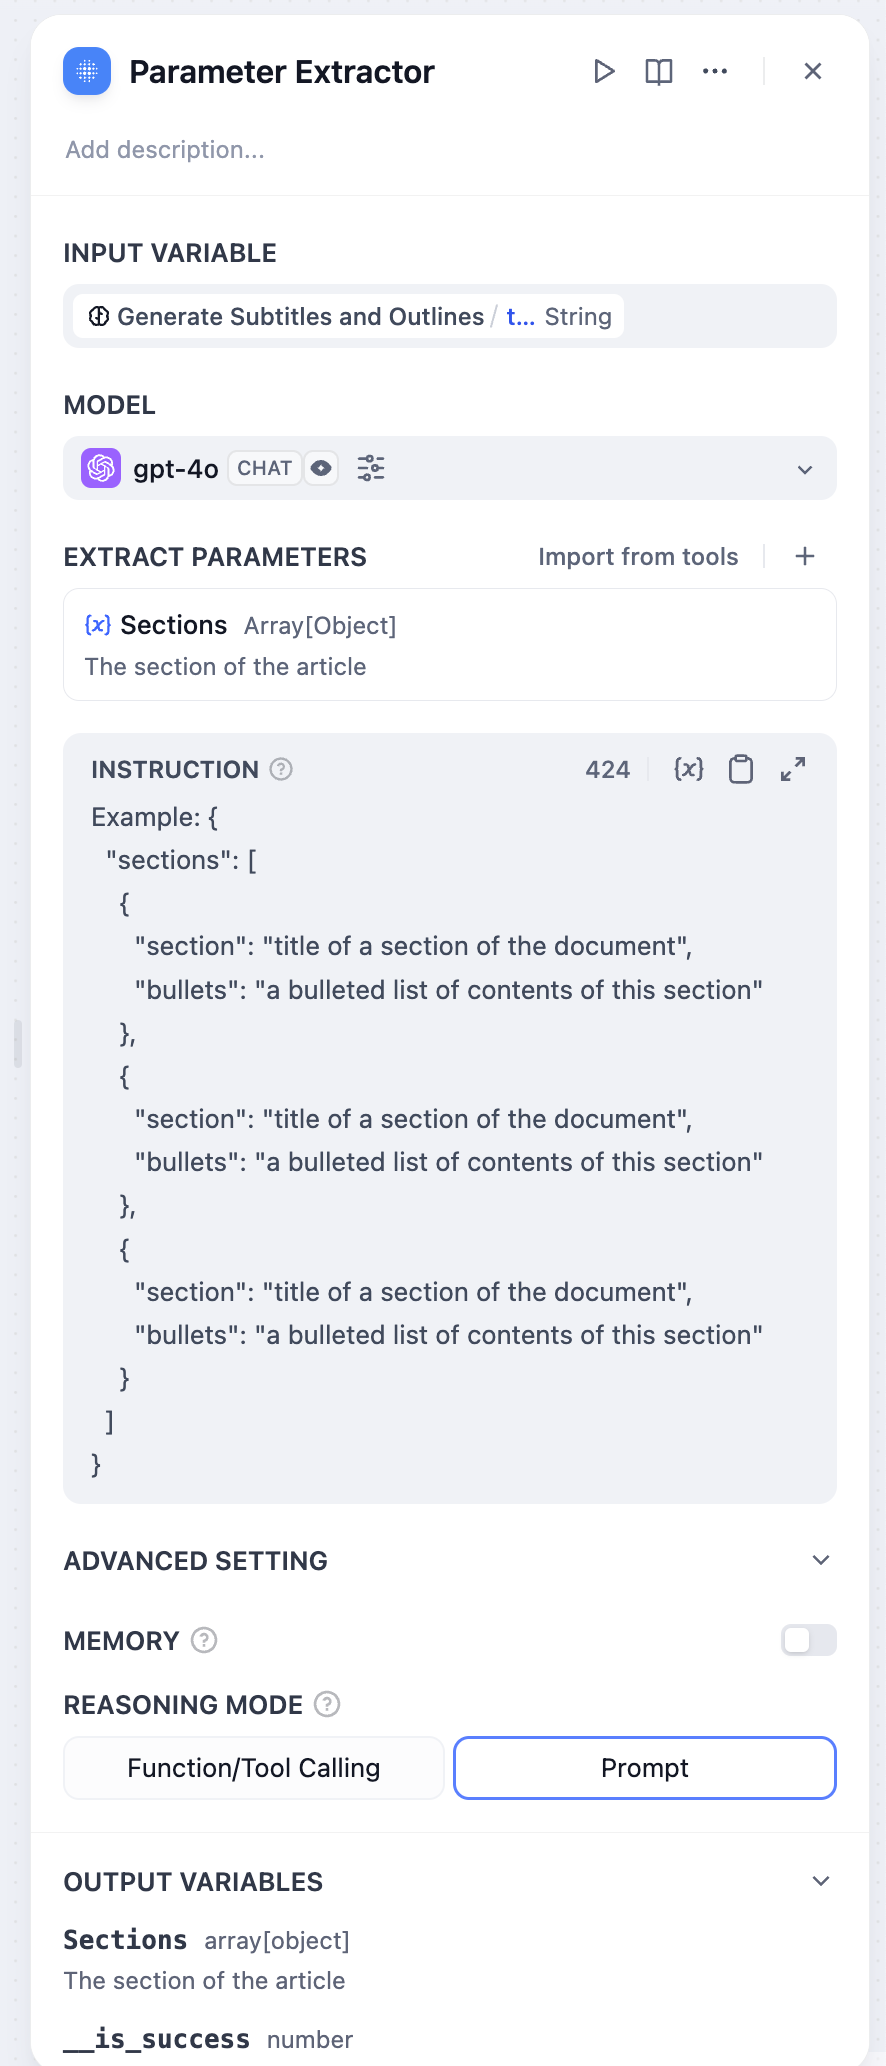 Parameter Extractor
Add description...
INPUT VARIABLE
Generate Subtitles and Outlines / t... String
MODEL
gpt-4o CHAT
EXTRACT PARAMETERS Import from tools +
{x} Sections Array[Object]
The section of the article
INSTRUCTION ? 424 {x}
Example: {
  "sections": [
    {
      "section": "title of a section of the document",
      "bullets": "a bulleted list of contents of this section"
    },
    {
      "section": "title of a section of the document",
      "bullets": "a bulleted list of contents of this section"
    },
    {
      "section": "title of a section of the document",
      "bullets": "a bulleted list of contents of this section"
    }
  ]
}
ADVANCED SETTING
MEMORY ?
REASONING MODE ?
Function/Tool Calling Prompt
OUTPUT VARIABLES
Sections array[object]
The section of the article
__is_success number